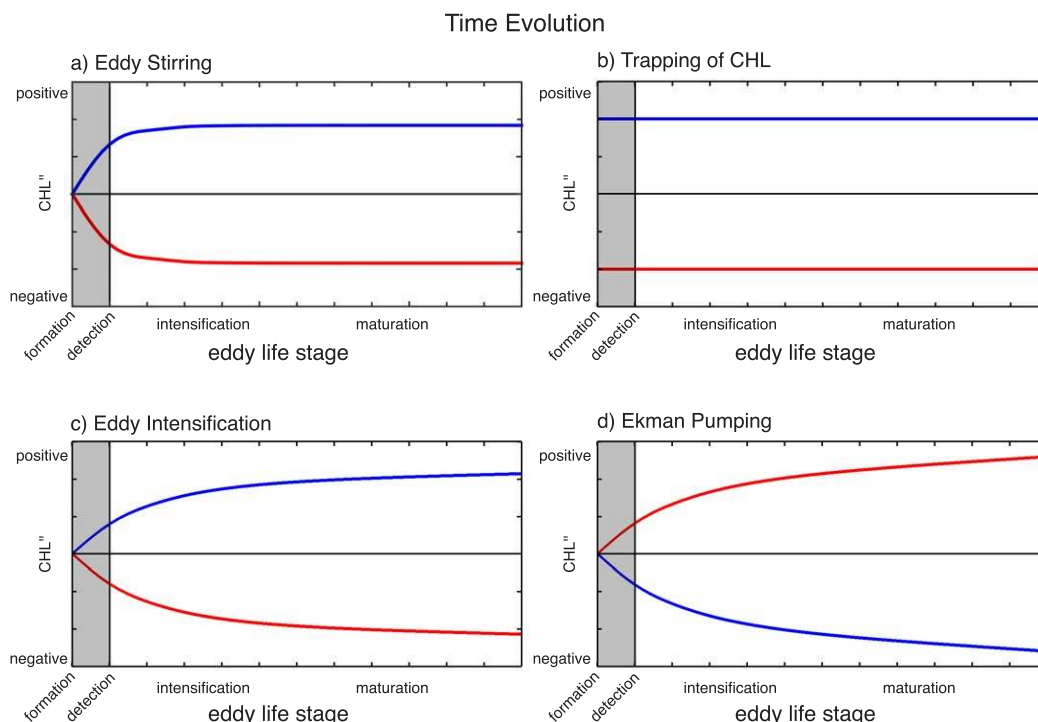 Time Evolution
a) Eddy Stirring
positive
CHL"
negative
formation
detection
intensification
maturation
eddy life stage
b) Trapping of CHL
positive
CHL"
negative
formation
detection
intensification
maturation
eddy life stage
c) Eddy Intensification
positive
CHL"
negative
formation
detection
intensification
maturation
eddy life stage
d) Ekman Pumping
positive
CHL"
negative
formation
detection
intensification
maturation
eddy life stage